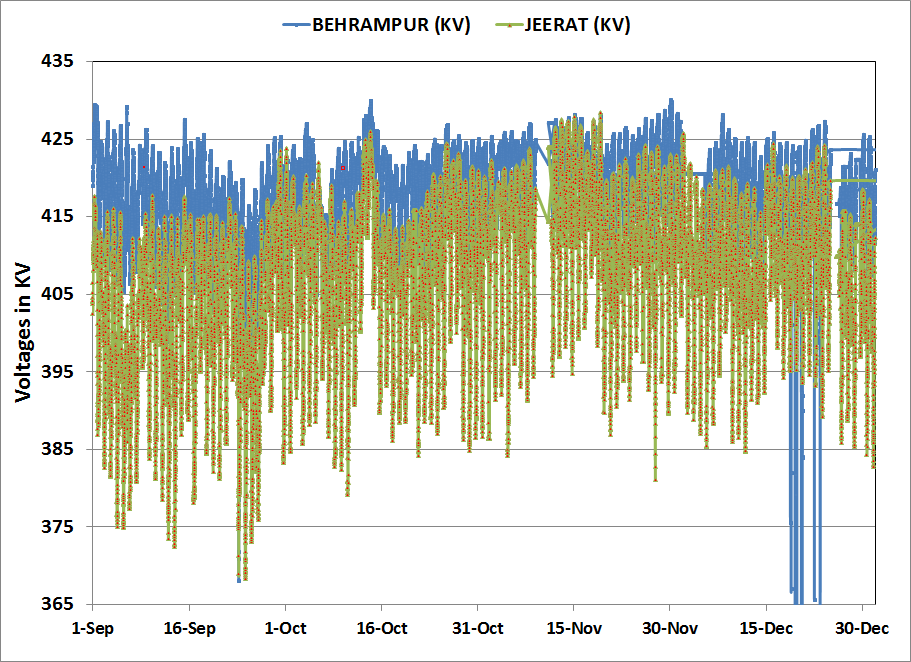 BEHRAMPUR (KV) JEERAT (KV)
435
425
415
405
395
385
375
365
Voltages in KV
1-Sep 16-Sep 1-Oct 16-Oct 31-Oct 15-Nov 30-Nov 15-Dec 30-Dec